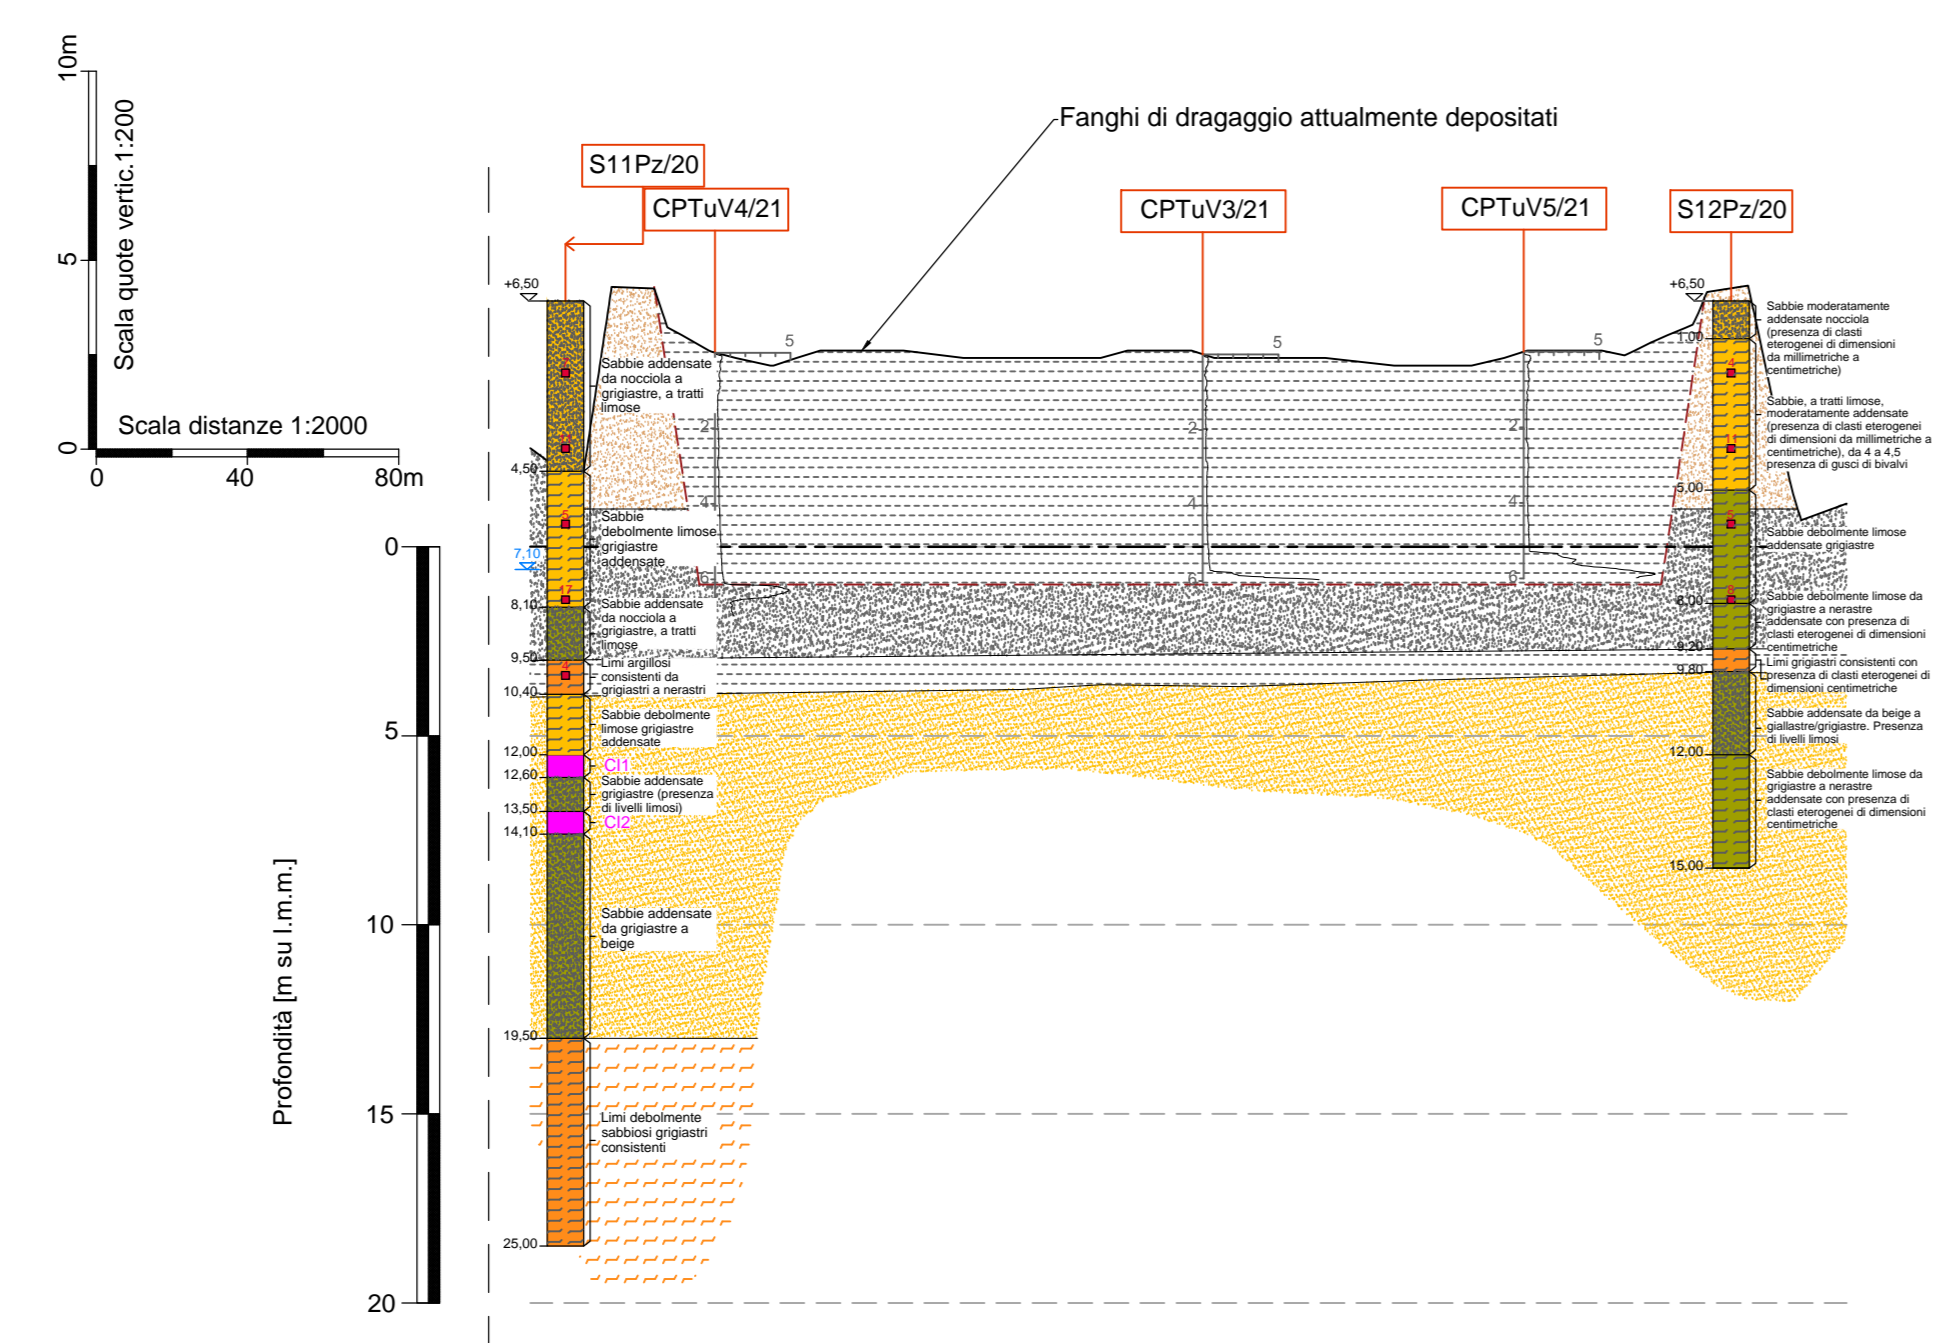 10m
5
0
Scala quote vertic.1:200
Scala distanze 1:2000
0
40
80m
Fanghi di dragaggio attualmente depositati
S11Pz/20
CPTuV4/21
CPTuV3/21
CPTuV5/21
S12Pz/20
+6,50
4,50
7,10
8,10
9,50
10,40
12,00
12,60
13,50
14,10
19,50
25,00
5
17
4
Sabbie addensate
da nocciola a
grigiastre, a tratti
limose
Sabbie
debolmente limose
grigiastre
addensate
Sabbie addensate
da nocciola a
grigiastre, a tratti
limose
Limi argillosi
consistenti da
grigiastri a nerastri
Sabbie debolmente
limose grigiastre
addensate
CI1
Sabbie addensate
grigiastre (presenza
di livelli limosi)
CI2
Sabbie addensate
da grigiastre a
beige
Limi debolmente
sabbiosi grigiastri
consistenti
5
2
4
6
5
2
4
6
5
2
4
6
+6,50
1,00
5,00
8,00
9,20
9,80
12,00
15,00
4
11
5
8
Sabbie moderatamente
addensate nocciola
(presenza di clasti
eterogenei di dimensioni
da millimetriche a
centimetriche)
Sabbie, a tratti limose,
moderatamente addensate
(presenza di clasti eterogenei
di dimensioni da millimetriche a
centimetriche), da 4 a 4,5
presenza di gusci di bivalvi
Sabbie debolmente limose
addensate grigiastre
Sabbie debolmente limose da
grigiastre a nerastre
addensate con presenza di
clasti eterogenei di dimensioni
centimetriche
Limi grigiastri consistenti con
presenza di clasti eterogenei di
dimensioni centimetriche
Sabbie addensate da beige a
giallastre/grigiastre. Presenza
di livelli limosi
Sabbie debolmente limose da
grigiastre a nerastre
addensate con presenza di
clasti eterogenei di dimensioni
centimetriche
0
5
10
15
20
Profondità [m su l.m.m.]